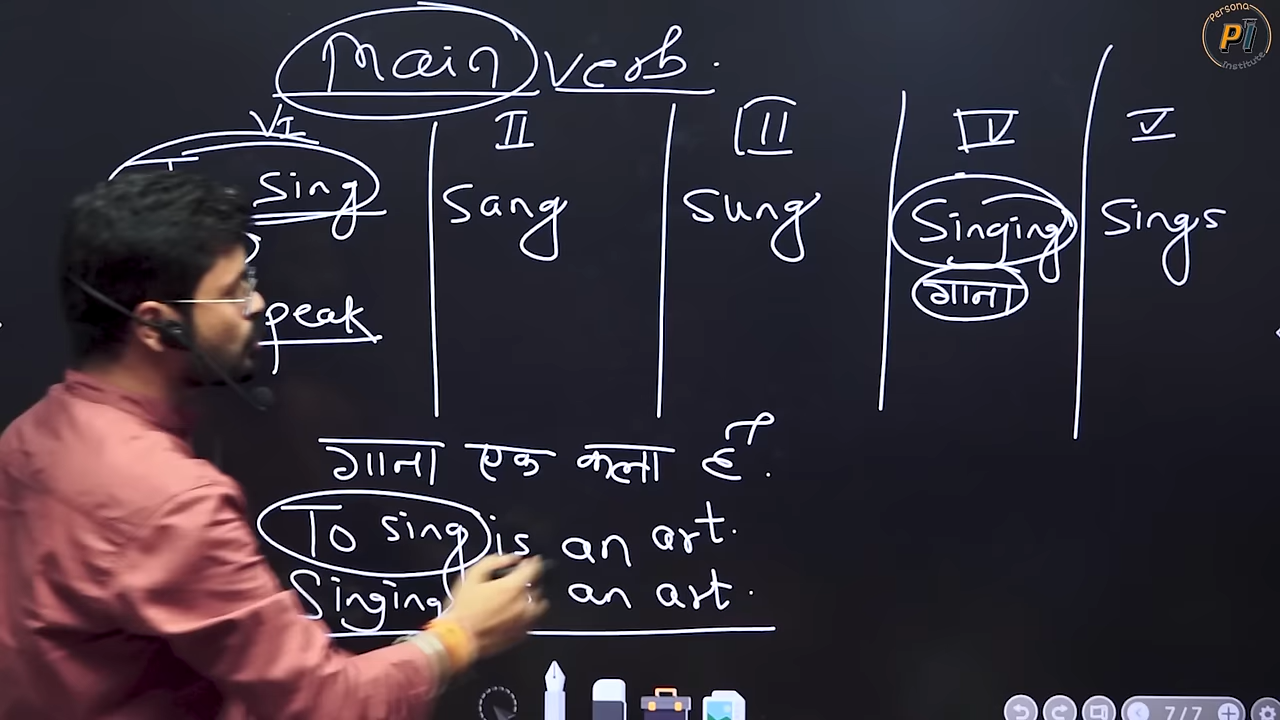 Persona
PI
Institute
Main verb.
VI II III IV V
Sing Sang Sung Singing Sings
गाना
peak
गाना एक कला है.
To sing is an art.
Singing an art.
7/7